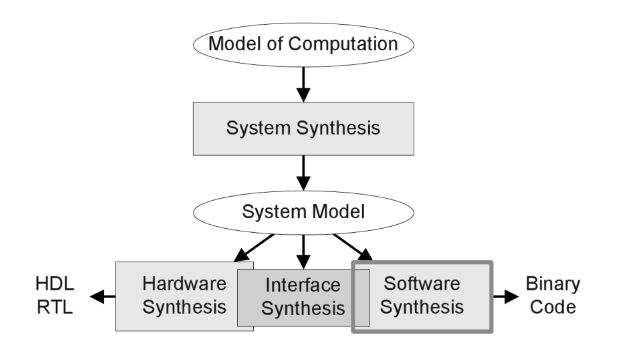 Model of Computation
System Synthesis
System Model
HDL
RTL
Hardware
Synthesis
Interface
Synthesis
Software
Synthesis
Binary
Code